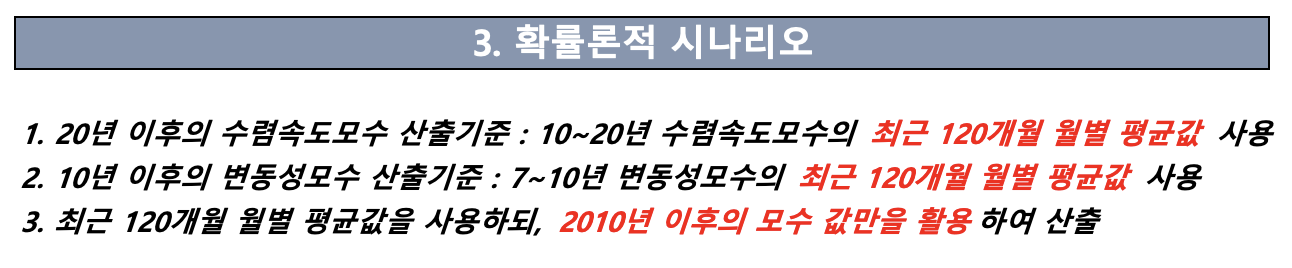 3. 확률론적 시나리오
1. 20년 이후의 수렴속도모수 산출기준 : 10~20년 수렴속도모수의 최근 120개월 월별 평균값 사용
2. 10년 이후의 변동성모수 산출기준 : 7~10년 변동성모수의 최근 120개월 월별 평균값 사용
3. 최근 120개월 월별 평균값을 사용하되, 2010년 이후의 모수 값만을 활용하여 산출